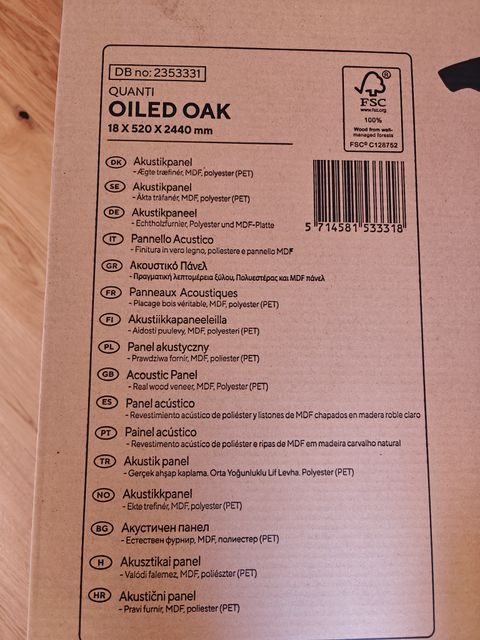 DB no: 2353331
QUANTI
OILED OAK
18 X 520 X 2440 mm
FSC®
www.fsc.org
100%
Wood from well-
managed forests
FSC® C128752
5 714581 533318
DK Akustikpanel
- Ægte træfinér, MDF, polyester (PET)
SE Akustikpanel
- Äkta träfanér, MDF, polyester (PET)
DE Akustikpaneel
- Echtholzfurnier, Polyester und MDF-Platte
IT Pannello Acustico
- Finitura in vero legno, poliestere e pannello MDF
GR Ακουστικό Πάνελ
- Πραγματική λεπτομέρεια ξύλου, Πολυεστέρας και MDF πάνελ
FR Panneaux Acoustiques
- Placage bois véritable, MDF, polyester (PET)
FI Akustiikkapaneeleilla
- Aidosti puulevy, MDF, polyesteri (PET)
PL Panel akustyczny
- Prawdziwa fornir, MDF, poliester (PET)
GB Acoustic Panel
- Real wood veneer, MDF, Polyester (PET)
ES Panel acústico
- Revestimiento acústico de poliéster y listones de MDF chapados en madera roble claro
PT Painel acústico
- Revestimento acústico de poliéster e ripas de MDF em madeira carvalho natural
TR Akustik panel
- Gerçek ahşap kaplama. Orta Yoğunluklu Lif Levha. Polyester (PET)
NO Akustikkpanel
- Ekte trefinér, MDF, polyester (PET)
BG Акустичен панел
- Естествен фурнир, MDF, полиестер (PET)
H Akusztikai panel
- Valódi falemez, MDF, poliészter (PET)
HR Akustični panel
- Pravi furnir, MDF, poliester (PET)